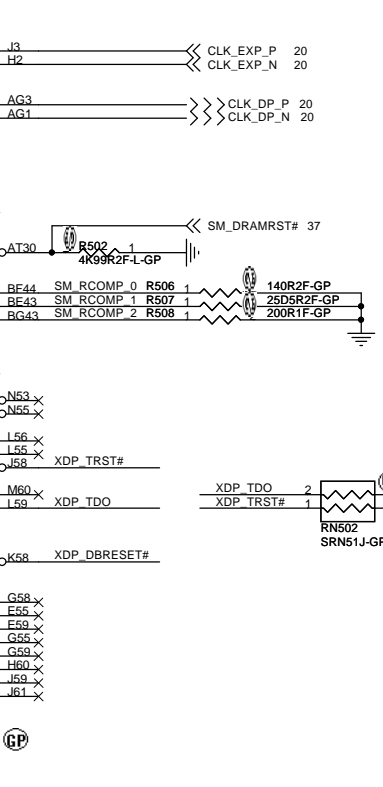 J3 CLK_EXP_P 20
H2 CLK_EXP_N 20
AG3 CLK_DP_P 20
AG1 CLK_DP_N 20
SM_DRAMRST# 37
AT30 R502 1
4K99R2F-L-GP
BF44 SM_RCOMP_0 R506 1 140R2F-GP
BE43 SM_RCOMP_1 R507 1 25D5R2F-GP
BG43 SM_RCOMP_2 R508 1 200R1F-GP
N53
N55
L56
L55
J58 XDP_TRST#
M60 XDP_TDO 2
L59 XDP_TDO XDP_TRST# 1
RN502
SRN51J-GP
K58 XDP_DBRESET#
G58
E55
E59
G55
G59
H60
J59
J61
GP